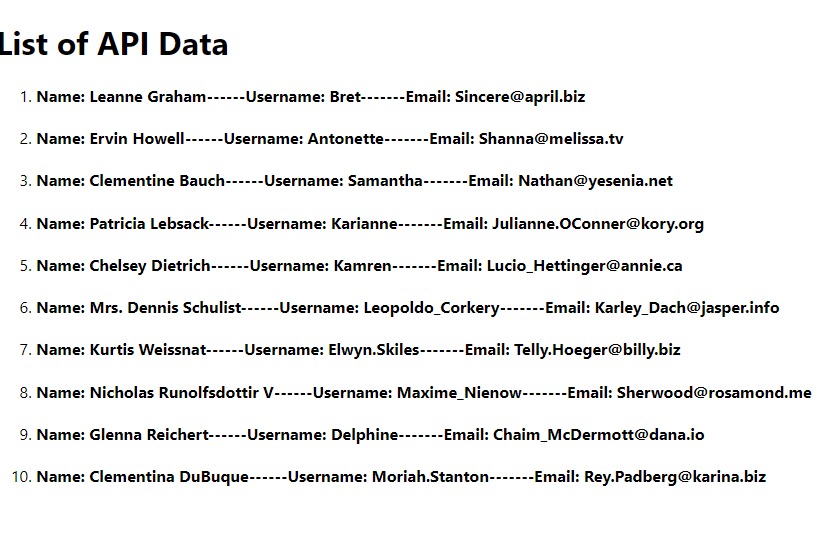 List of API Data
1. Name: Leanne Graham------Username: Bret-------Email: Sincere@april.biz
2. Name: Ervin Howell------Username: Antonette-------Email: Shanna@melissa.tv
3. Name: Clementine Bauch------Username: Samantha-------Email: Nathan@yesenia.net
4. Name: Patricia Lebsack------Username: Karianne-------Email: Julianne.OConner@kory.org
5. Name: Chelsey Dietrich------Username: Kamren-------Email: Lucio_Hettinger@annie.ca
6. Name: Mrs. Dennis Schulist------Username: Leopoldo_Corkery-------Email: Karley_Dach@jasper.info
7. Name: Kurtis Weissnat------Username: Elwyn.Skiles-------Email: Telly.Hoeger@billy.biz
8. Name: Nicholas Runolfsdottir V------Username: Maxime_Nienow-------Email: Sherwood@rosamond.me
9. Name: Glenna Reichert------Username: Delphine-------Email: Chaim_McDermott@dana.io
10. Name: Clementina DuBuque------Username: Moriah.Stanton-------Email: Rey.Padberg@karina.biz